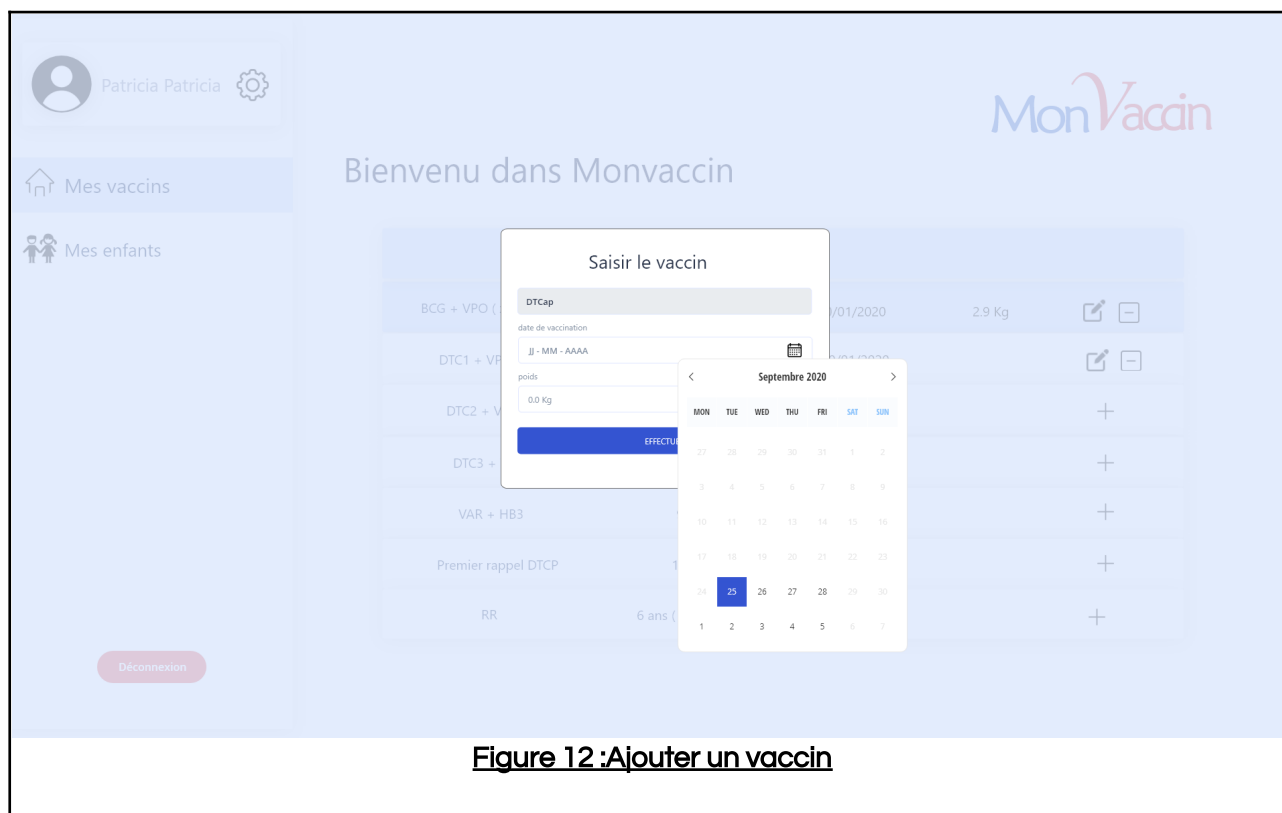 Patricia Patricia
MonVaccin
Mes vaccins
Bienvenu dans Monvaccin
Mes enfants
Saisir le vaccin
DTCap
date de vaccination
JJ - MM - AAAA
poids
0.0 Kg
EFFECTUE
BCG + VPO (
/01/2020 2.9 Kg
DTC1 + VP
/01/2020
DTC2 + V
DTC3 +
VAR + HB3
Premier rappel DTCP 1
RR 6 ans (
< Septembre 2020 >
MON TUE WED THU FRI SAT SUN
27 28 29 30 31 1 2
3 4 5 6 7 8 9
10 11 12 13 14 15 16
17 18 19 20 21 22 23
24 25 26 27 28 29 30
1 2 3 4 5 6 7
Déconnexion
Figure 12 :Ajouter un vaccin